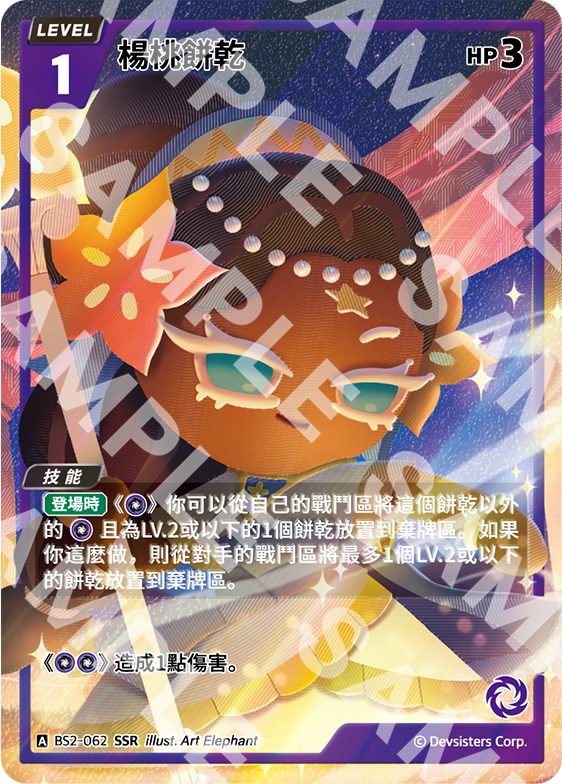 LEVEL
1
楊桃餅乾
HP 3
技能
登場時 《》你可以從自己的戰鬥區將這個餅乾以外
的 且為LV.2或以下的1個餅乾放置到棄牌區。如果
你這麼做，則從對手的戰鬥區將最多1個LV.2或以下
的餅乾放置到棄牌區。
《》造成1點傷害。
A BS2-062 SSR illust. Art Elephant
© Devsisters Corp.
SAMPLE SAMPLE SAMPLE